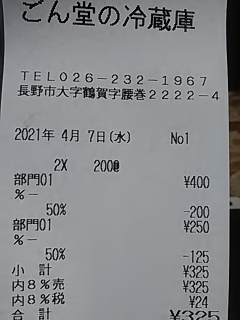 ごん堂の冷蔵庫
TEL026-232-1967
長野市大字鶴賀字腰巻2222-4
2021年 4月 7日(水) No1
2X 200@
部門01 ¥400
%-
50% -200
部門01 ¥250
%-
50% -125
小 計 ¥325
内8%売 ¥325
内8%税 ¥24
合 計 ¥325